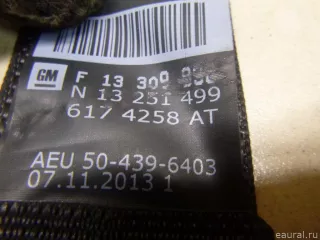 GM F 13 309
N 13 251 499
617 4258 AT
AEU 50-439-6403
07.11.2013 1
© eaural.ru